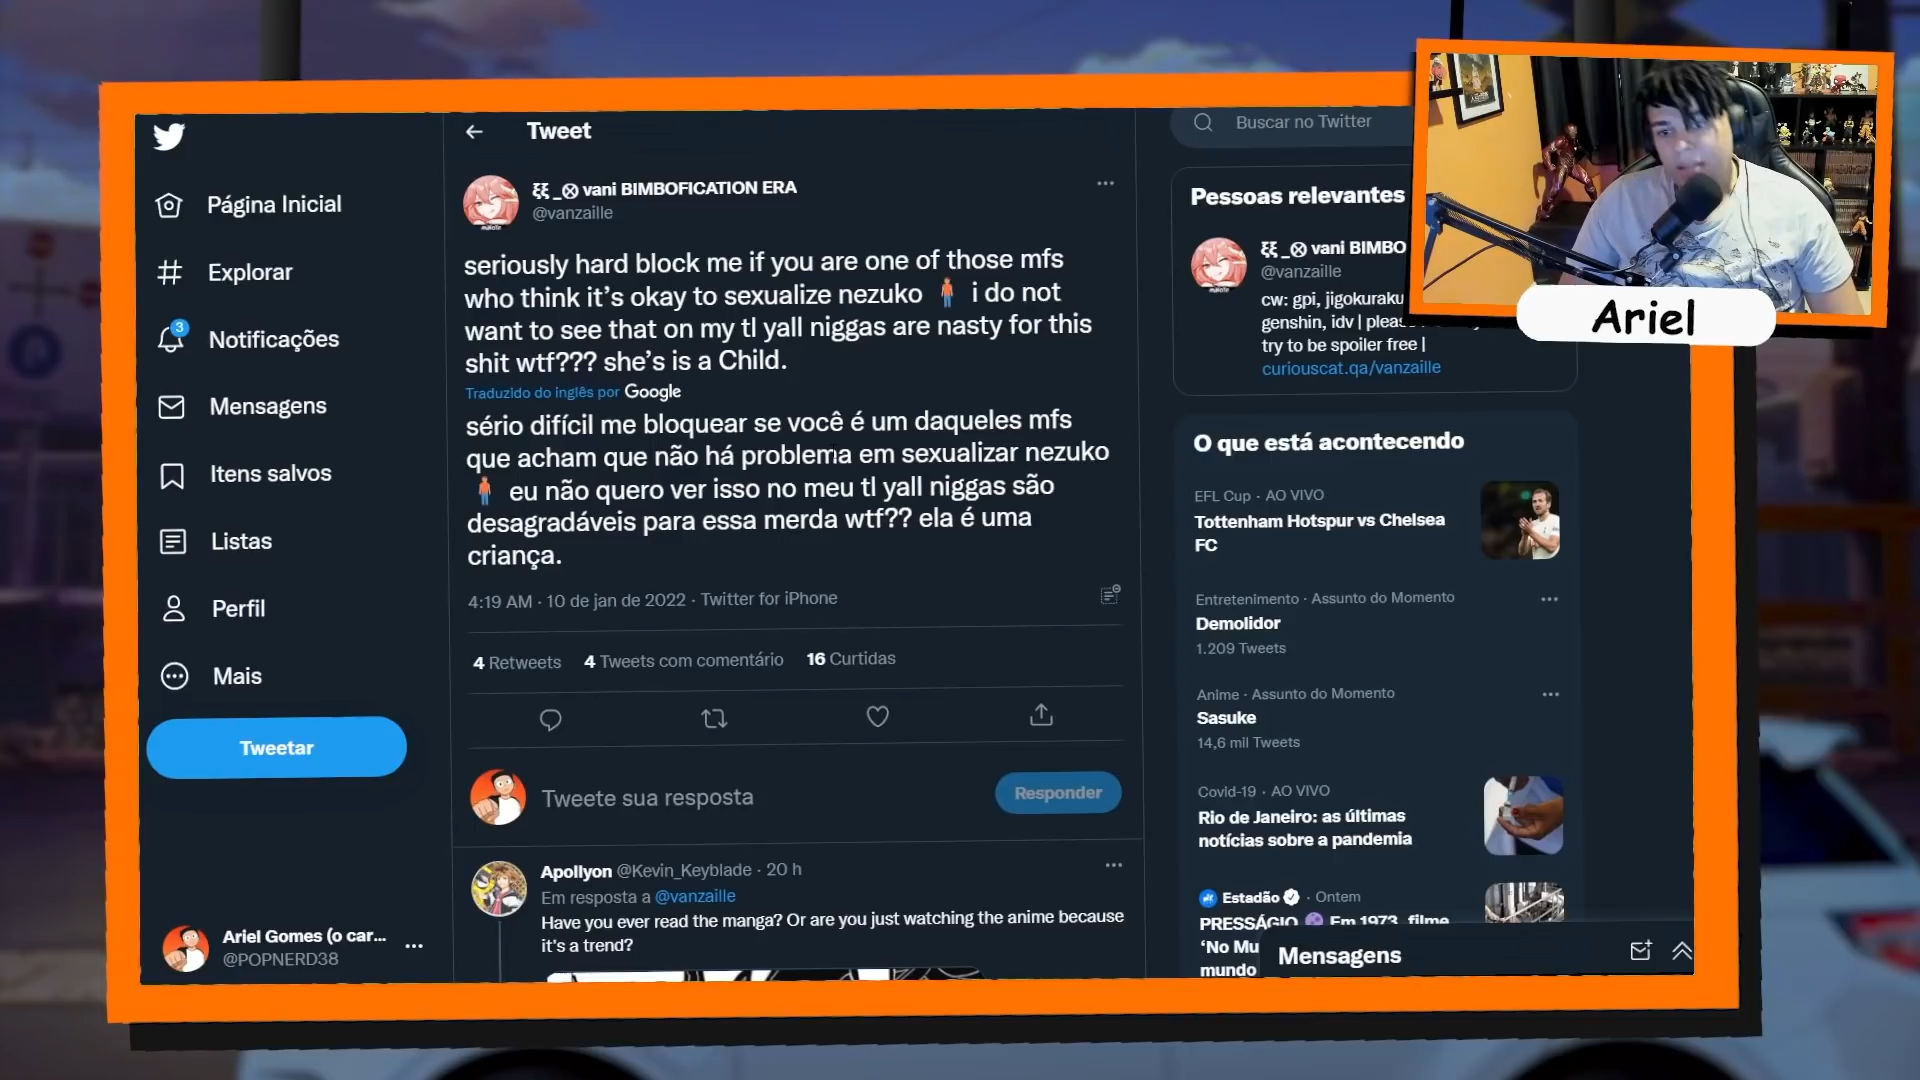 Página Inicial
Explorar
3
Notificações
Mensagens
Itens salvos
Listas
Perfil
Mais
Tweetar
Ariel Gomes (o car...
@POPNERD38
Tweet
vani BIMBOFICATION ERA
@vanzaille
seriously hard block me if you are one of those mfs
who think it's okay to sexualize nezuko 🧍 i do not
want to see that on my tl yall niggas are nasty for this
shit wtf??? she's is a Child.
Traduzido do inglês por Google
sério difícil me bloquear se você é um daqueles mfs
que acham que não há problema em sexualizar nezuko
🧍 eu não quero ver isso no meu tl yall niggas são
desagradáveis para essa merda wtf?? ela é uma
criança.
4:19 AM · 10 de jan de 2022 · Twitter for iPhone
4 Retweets 4 Tweets com comentário 16 Curtidas
Tweete sua resposta
Responder
Apollyon @Kevin_Keyblade · 20 h
Em resposta a @vanzaille
Have you ever read the manga? Or are you just watching the anime because
it's a trend?
Buscar no Twitter
Pessoas relevantes
vani BIMBO
@vanzaille
cw: gpi, jigokuraku
genshin, idv | pleas
try to be spoiler free |
curiouscat.qa/vanzaille
O que está acontecendo
EFL Cup · AO VIVO
Tottenham Hotspur vs Chelsea
FC
Entretenimento · Assunto do Momento
Demolidor
1.209 Tweets
Anime · Assunto do Momento
Sasuke
14,6 mil Tweets
Covid-19 · AO VIVO
Rio de Janeiro: as últimas
notícias sobre a pandemia
Estadão · Ontem
PRESSÁGIO Em 1973, filme
'No Mu
mundo
Mensagens
Ariel